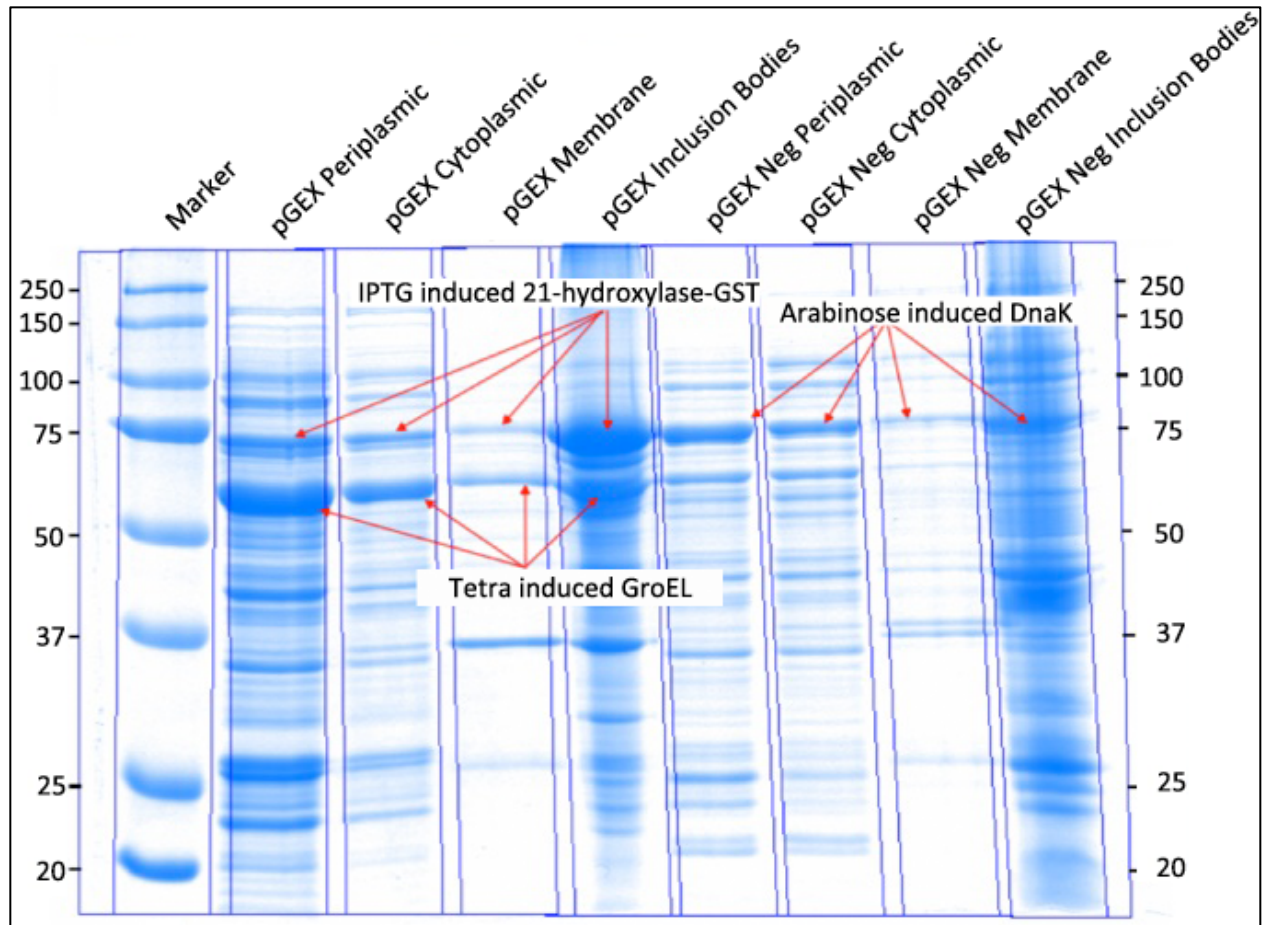 Marker
pGEX Periplasmic
pGEX Cytoplasmic
pGEX Membrane
pGEX Inclusion Bodies
pGEX Neg Periplasmic
pGEX Neg Cytoplasmic
pGEX Neg Membrane
pGEX Neg Inclusion Bodies
IPTG induced 21-hydroxylase-GST
Arabinose induced DnaK
Tetra induced GroEL
250
150
100
75
50
37
25
20
250
150
100
75
50
37
25
20